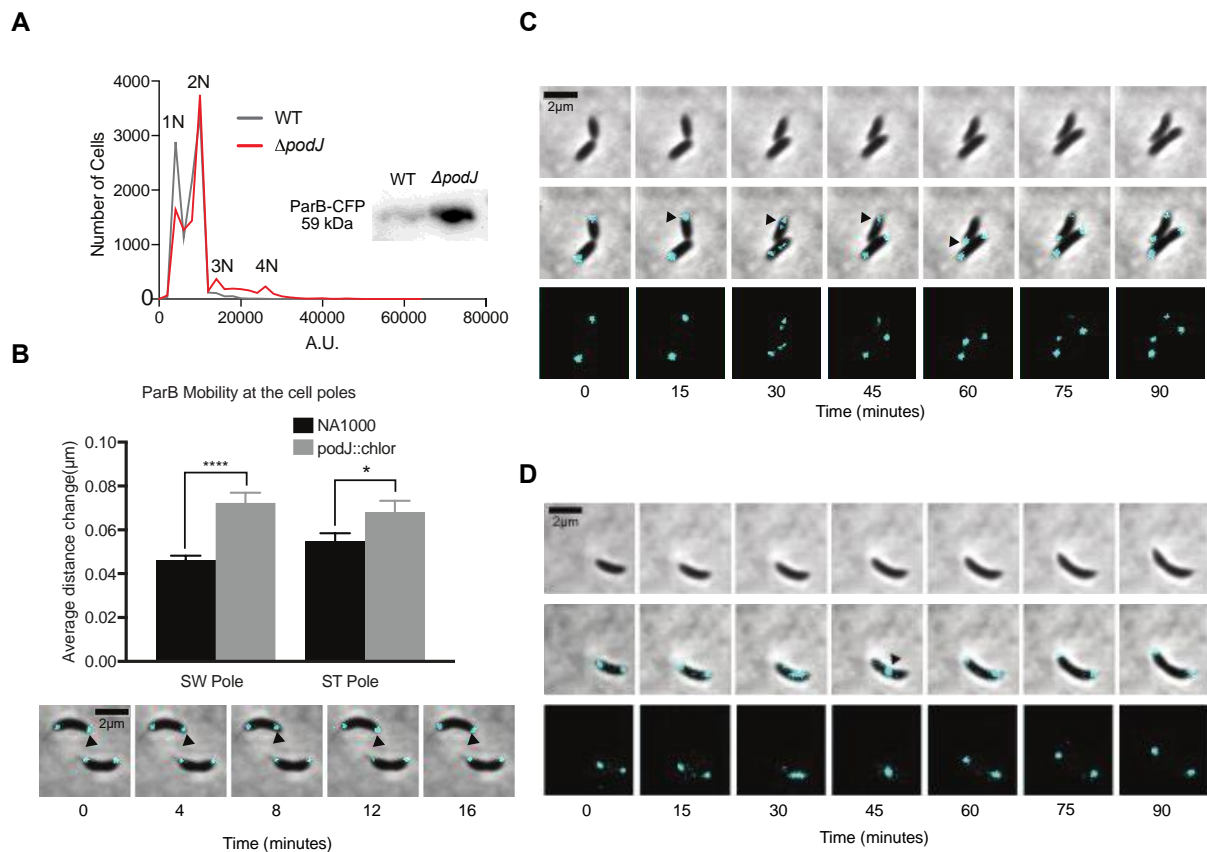 A
4000
3000
2000
1000
0
Number of Cells
1N
2N
3N
4N
WT
ΔpodJ
WT ΔpodJ
ParB-CFP
59 kDa
0 20000 40000 60000 80000
A.U.
B
ParB Mobility at the cell poles
NA1000
podJ::chlor
0.10
0.08
0.06
0.04
0.02
0.00
Average distance change(μm)
****
*
SW Pole ST Pole
2μm
0 4 8 12 16
Time (minutes)
C
2μm
0 15 30 45 60 75 90
Time (minutes)
D
2μm
0 15 30 45 60 75 90
Time (minutes)